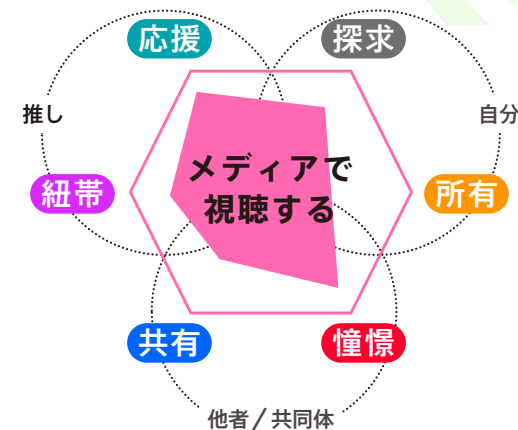 応援
探求
推し
自分
メディアで
視聴する
紐帯
所有
共有
憧憬
他者/共同体